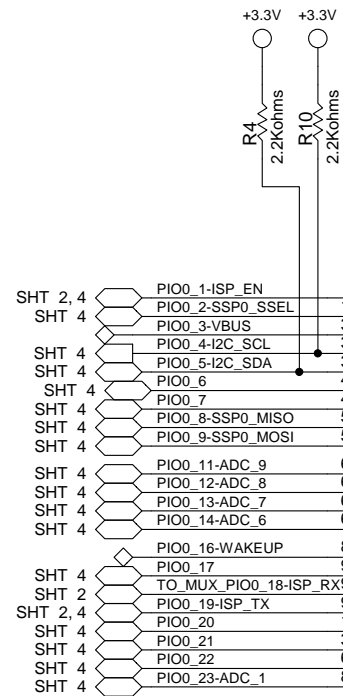 +3.3V +3.3V
R4 2.2Kohms
R10 2.2Kohms
SHT 2, 4 PIO0_1-ISP_EN
SHT 4 PIO0_2-SSP0_SSEL
PIO0_3-VBUS
SHT 4 PIO0_4-I2C_SCL
SHT 4 PIO0_5-I2C_SDA
SHT 4 PIO0_6
SHT 4 PIO0_7
SHT 4 PIO0_8-SSP0_MISO
SHT 4 PIO0_9-SSP0_MOSI
SHT 4 PIO0_11-ADC_9
SHT 4 PIO0_12-ADC_8
SHT 4 PIO0_13-ADC_7
SHT 4 PIO0_14-ADC_6
PIO0_16-WAKEUP
SHT 4 PIO0_17
SHT 2 TO_MUX_PIO0_18-ISP_RX
SHT 2, 4 PIO0_19-ISP_TX
SHT 4 PIO0_20
SHT 4 PIO0_21
SHT 4 PIO0_22
SHT 4 PIO0_23-ADC_1